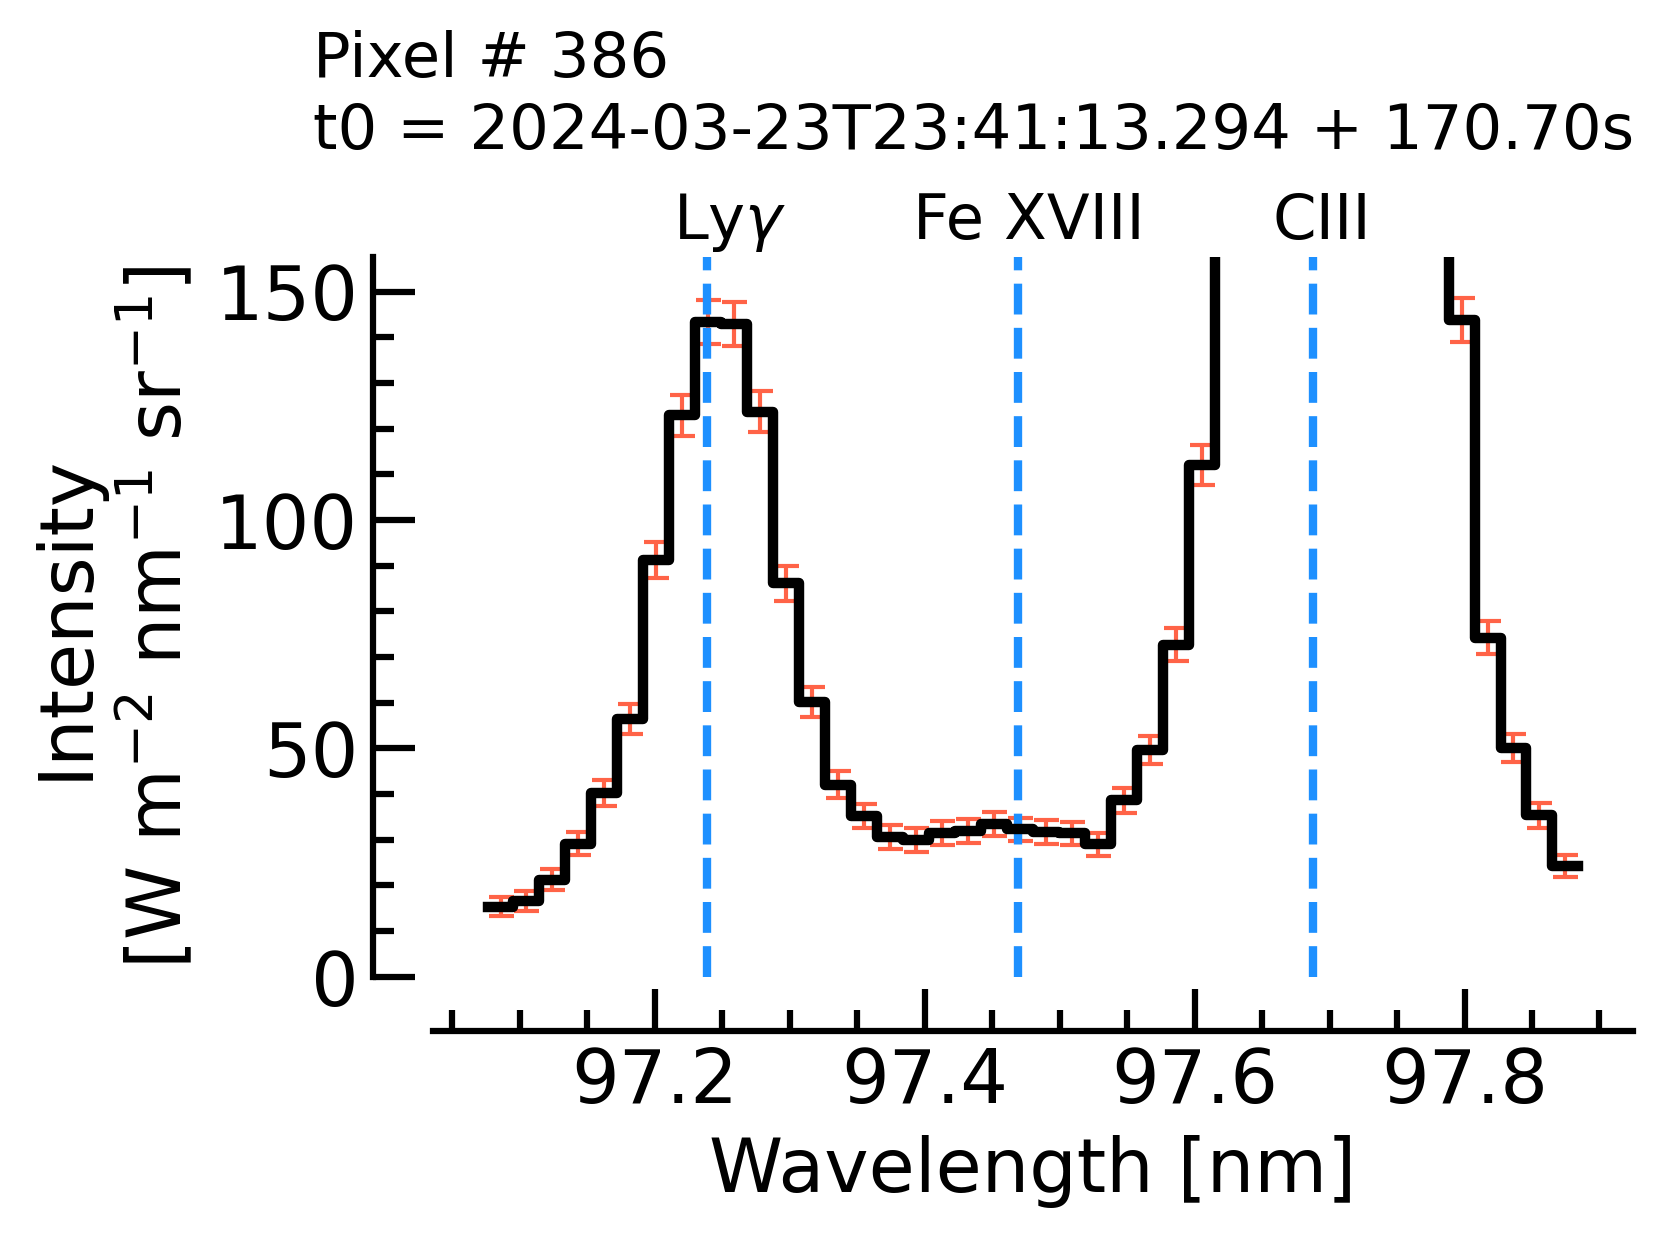 Pixel # 386
t0 = 2024-03-23T23:41:13.294 + 170.70s
Lyγ Fe XVIII CIII
Intensity
[W m⁻² nm⁻¹ sr⁻¹]
150
100
50
0
97.2 97.4 97.6 97.8
Wavelength [nm]